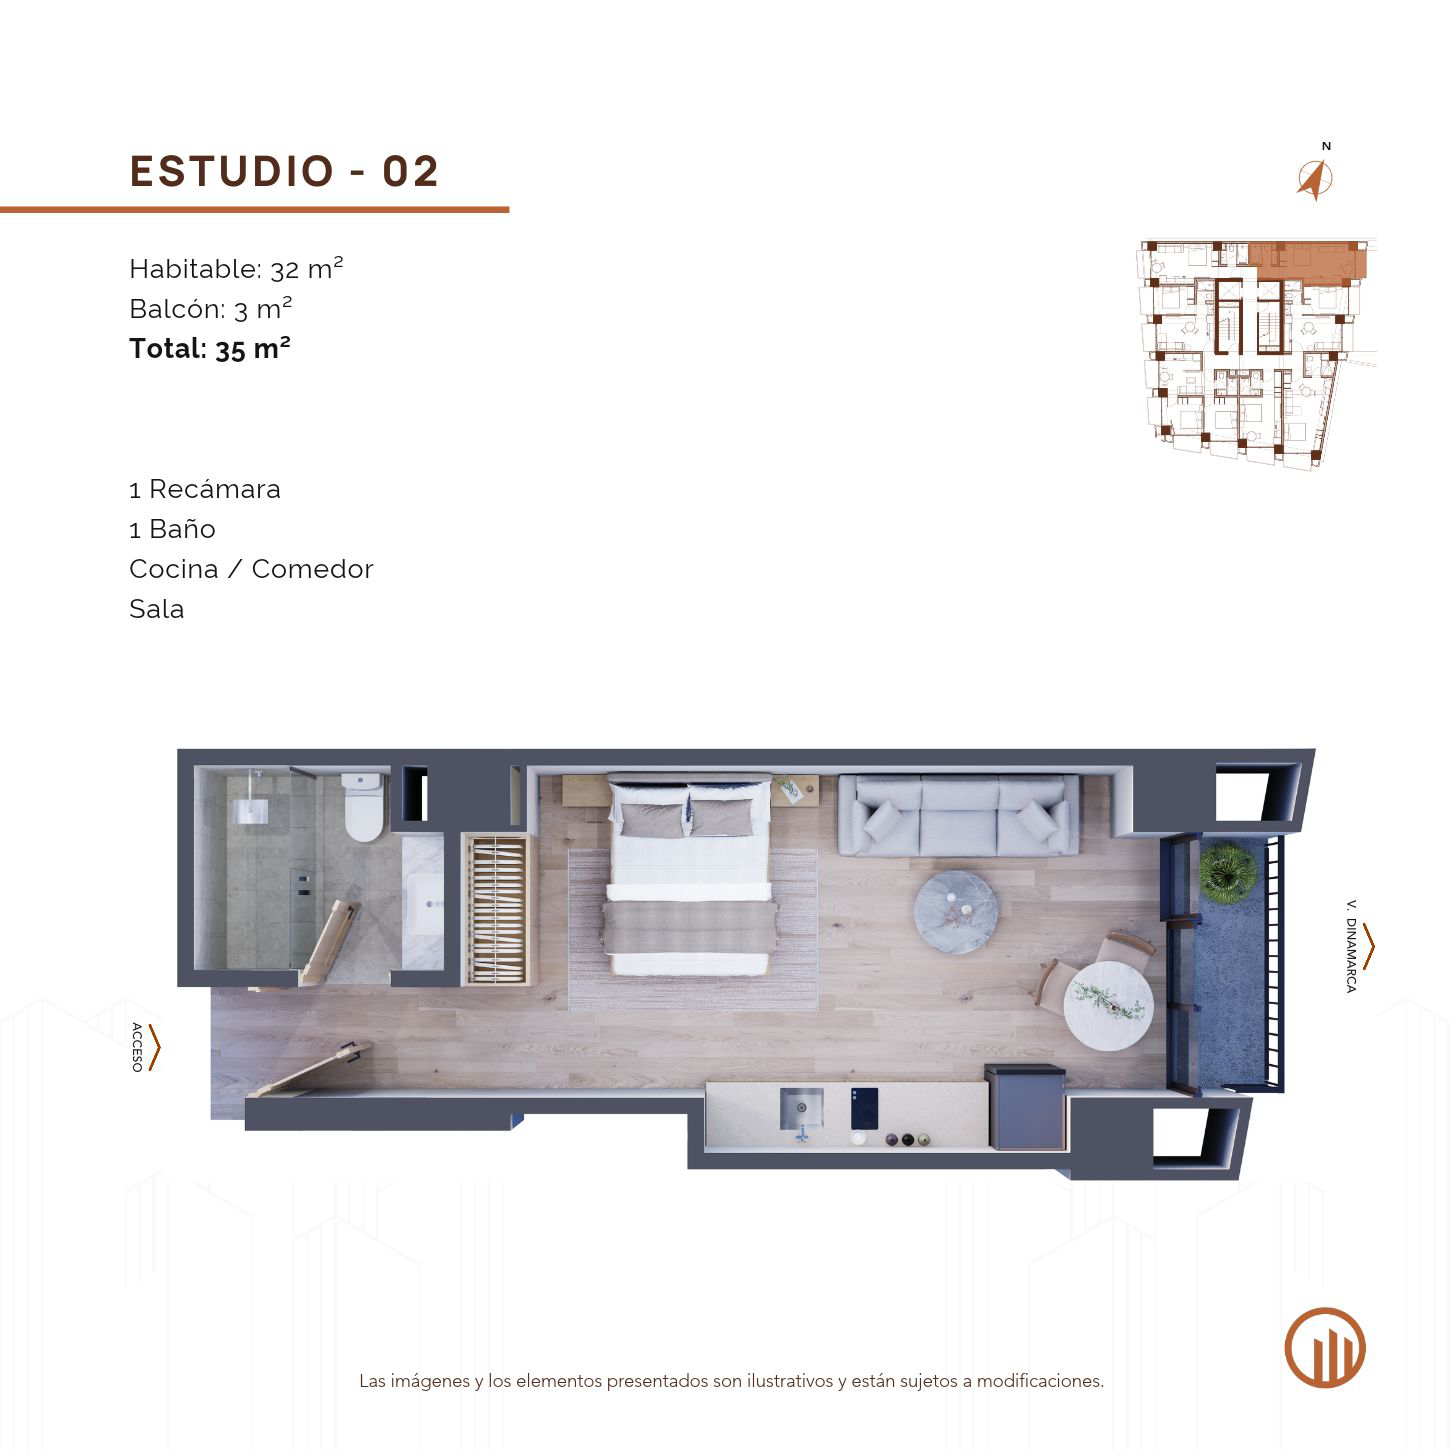 ESTUDIO - 02
N
Habitable: 32 m²
Balcón: 3 m²
Total: 35 m²
1 Recámara
1 Baño
Cocina / Comedor
Sala
V. DINAMARCA
ACCESO
Las imágenes y los elementos presentados son ilustrativos y están sujetos a modificaciones.